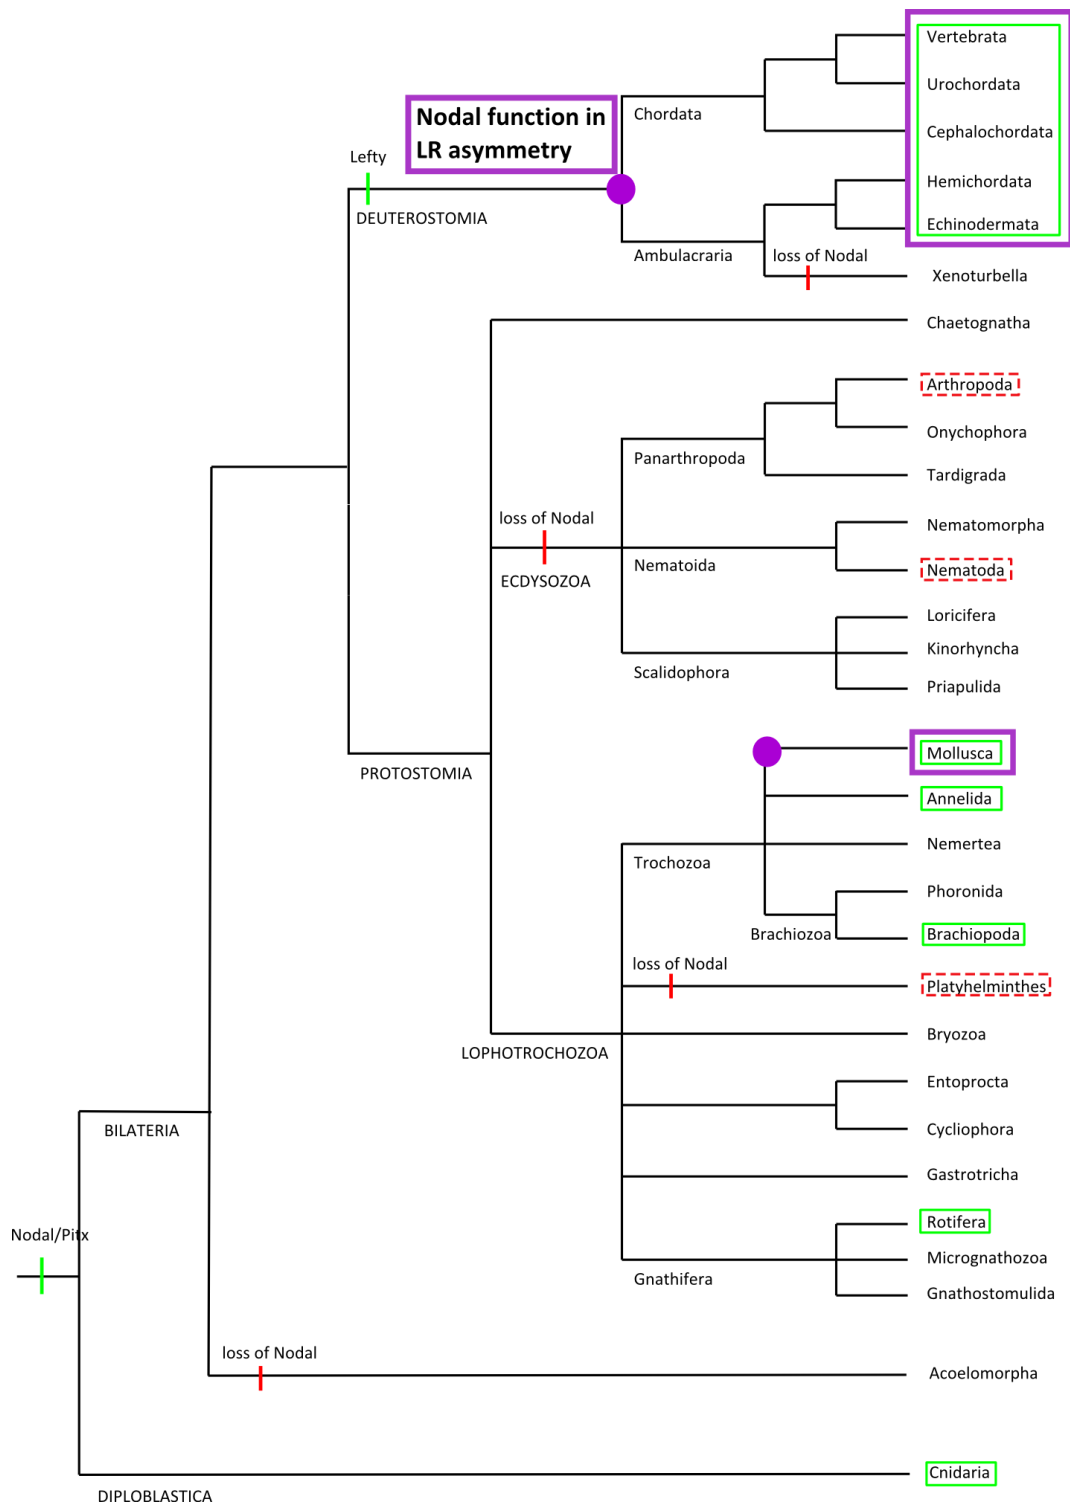 Vertebrata
Urochordata
Nodal function in
LR asymmetry
Chordata
Cephalochordata
Lefty
Hemichordata
DEUTEROSTOMIA
Echinodermata
Ambulacraria
loss of Nodal
Xenoturbella
Chaetognatha
Arthropoda
Onychophora
Panarthropoda
Tardigrada
loss of Nodal
Nematomorpha
ECDYSOZOA
Nematoida
Nematoda
Loricifera
Kinorhyncha
Scalidophora
Priapulida
Mollusca
PROTOSTOMIA
Annelida
Nemertea
Trochozoa
Phoronida
Brachiozoa
Brachiopoda
loss of Nodal
Platyhelminthes
Bryozoa
LOPHOTROCHOZOA
Entoprocta
BILATERIA
Cycliophora
Gastrotricha
Rotifera
Nodal/Pitx
Micrognathozoa
Gnathifera
Gnathostomulida
loss of Nodal
Acoelomorpha
Cnidaria
DIPLOBLASTICA